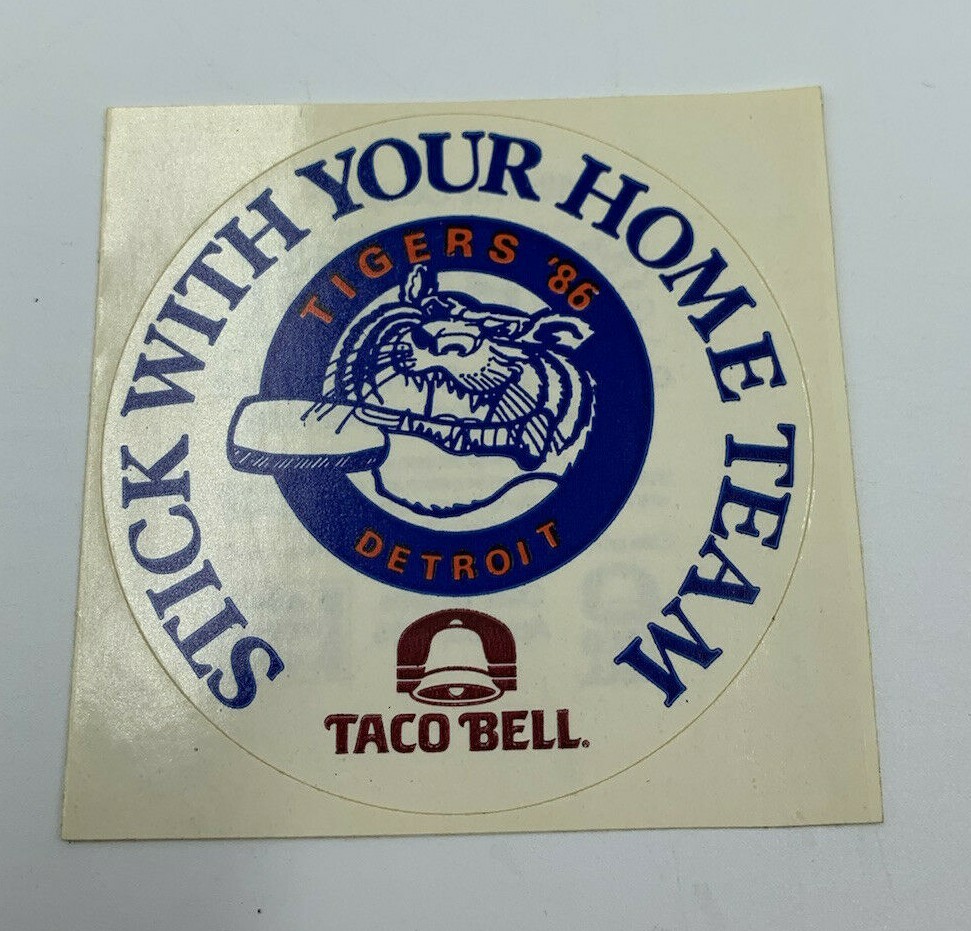 STICK WITH YOUR HOME TEAM
TIGERS '86
DETROIT
TACO BELL.